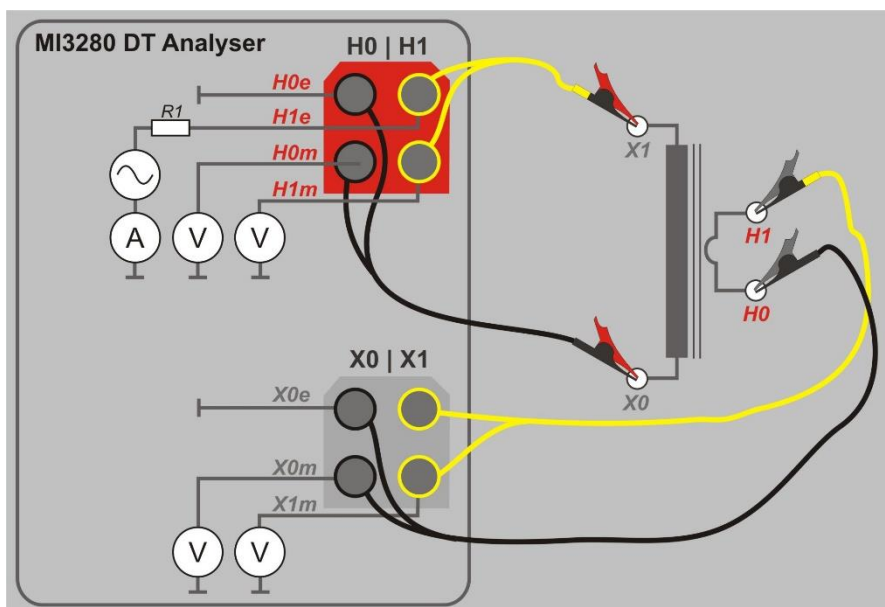 MI3280 DT Analyser
H0 | H1
H0e
R1
H1e
H0m
H1m
A
V
V
X1
H1
H0
X0
X0 | X1
X0e
X0m
X1m
V
V